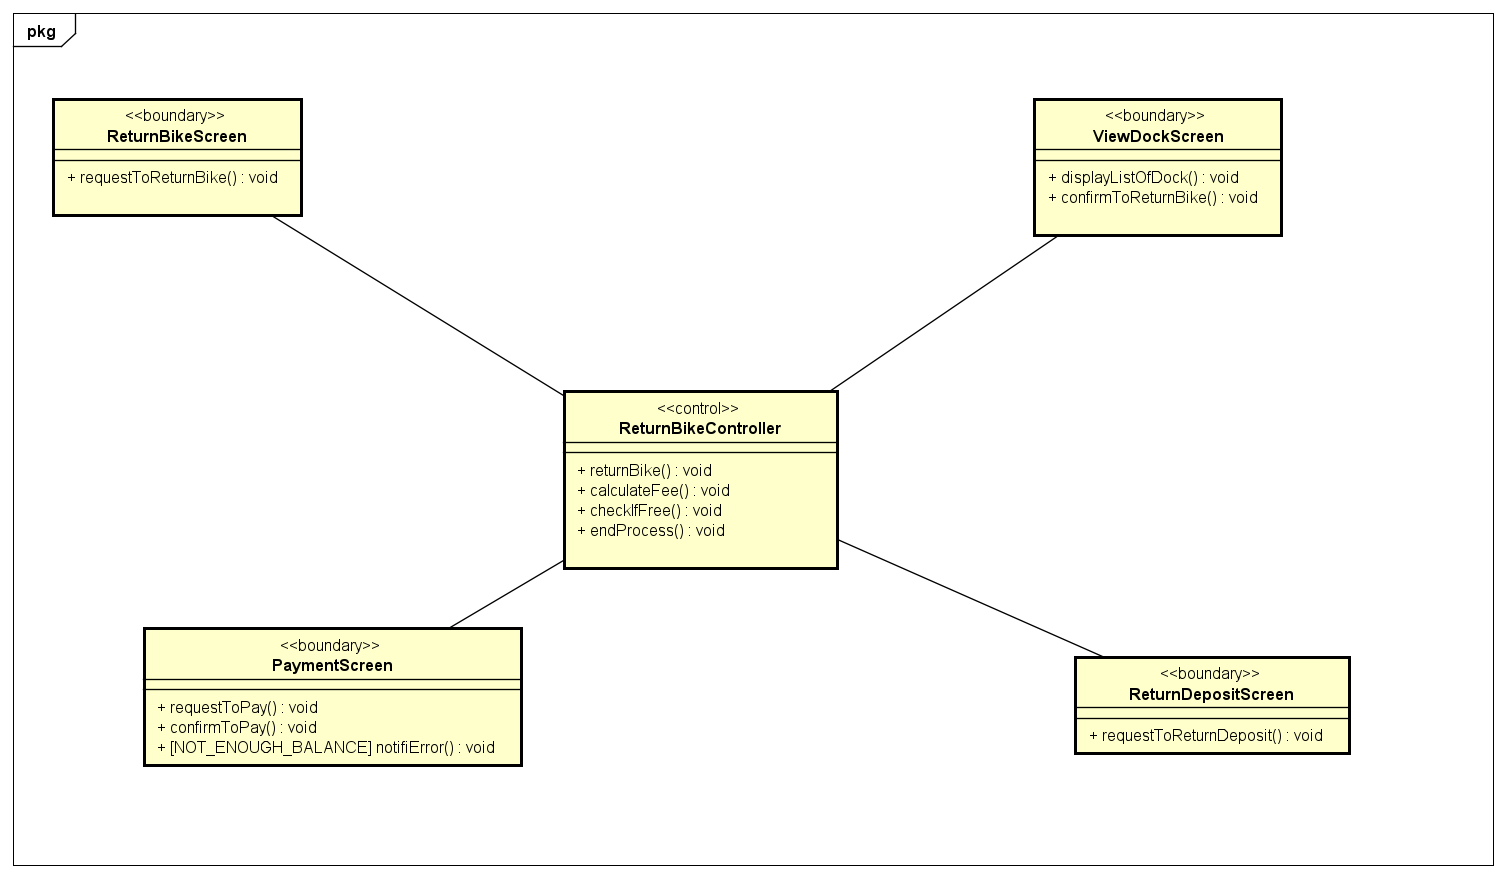 pkg
<<boundary>>
ReturnBikeScreen
+ requestToReturnBike() : void
<<boundary>>
ViewDockScreen
+ displayListOfDock() : void
+ confirmToReturnBike() : void
<<control>>
ReturnBikeController
+ returnBike() : void
+ calculateFee() : void
+ checkIfFree() : void
+ endProcess() : void
<<boundary>>
PaymentScreen
+ requestToPay() : void
+ confirmToPay() : void
+ [NOT_ENOUGH_BALANCE] notifiError() : void
<<boundary>>
ReturnDepositScreen
+ requestToReturnDeposit() : void